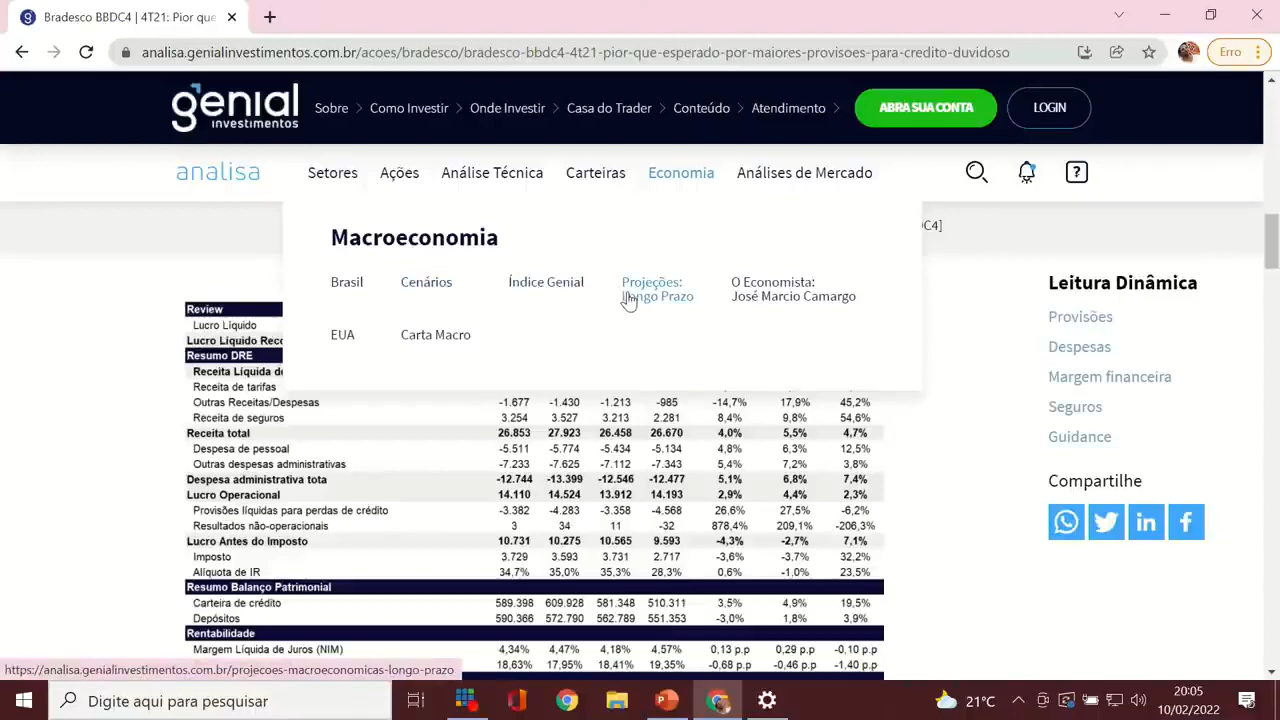 Bradesco BBDC4 | 4T21: Pior que
analisa.genialinvestimentos.com.br/acoes/bradesco/bradesco-bbdc4-4t21-pior-que-esperado-por-maiores-provisoes-para-credito-duvidoso
Erro
genial
investimentos
Sobre
Como Investir
Onde Investir
Casa do Trader
Conteúdo
Atendimento
ABRA SUA CONTA
LOGIN
analisa
Setores
Ações
Análise Técnica
Carteiras
Economia
Análises de Mercado
C4]
Macroeconomia
Brasil
Cenários
Índice Genial
Projeções:
Longo Prazo
O Economista:
José Marcio Camargo
EUA
Carta Macro
Leitura Dinâmica
Provisões
Despesas
Margem financeira
Seguros
Guidance
Compartilhe
Review
Lucro Líquido
Lucro Líquido Reco
Resumo DRE
Receita Líquida de
Receita de tarifas
Outras Receitas/Despesas -1.677 -1.430 -1.213 -985 -14,7% 17,9% 45,2%
Receita de seguros 3.254 3.527 3.213 2.281 8,4% 9,8% 54,6%
Receita total 26.853 27.923 26.458 26.670 4,0% 5,5% 4,7%
Despesa de pessoal -5.511 -5.774 -5.434 -5.134 4,8% 6,3% 12,5%
Outras despesas administrativas -7.233 -7.625 -7.112 -7.343 5,4% 7,2% 3,8%
Despesa administrativa tota -12.744 -13.399 -12.546 -12.477 5,1% 6,8% 7,4%
Lucro Operacional 14.110 14.524 13.912 14.193 2,9% 4,4% 2,3%
Provisões líquidas para perdas de crédito -3.382 -4.283 -3.358 -4.568 26,6% 27,5% -6,2%
Resultados não-operacionais 3 34 11 -32 878,4% 209,1% -206,3%
Lucro Antes do Imposto 10.731 10.275 10.565 9.593 -4,3% -2,7% 7,1%
Imposto 3.729 3.593 3.731 2.717 -3,6% -3,7% 32,2%
Alíquota de IR 34,7% 35,0% 35,3% 28,3% 0,6% -1,0% 23,5%
Resumo Balanço Patrimonial
Carteira de crédito 589.398 609.928 581.348 510.311 3,5% 4,9% 19,5%
Depósitos 590.366 572.790 562.789 551.353 -3,0% 1,8% 3,9%
Rentabilidade
Margem Líquida de Juros (NIM) 4,34% 4,47% 4,18% 4,57% 0,13 p.p 0,29 p.p -0,10 p.p
18,63% 17,95% 18,41% 19,35% -0,68 p.p -0,46 p.p -1,40 p.p
https://analisa.genialinvestimentos.com.br/projecoes-macroeconomicas-longo-prazo
Digite aqui para pesquisar
21°C
20:05
10/02/2022